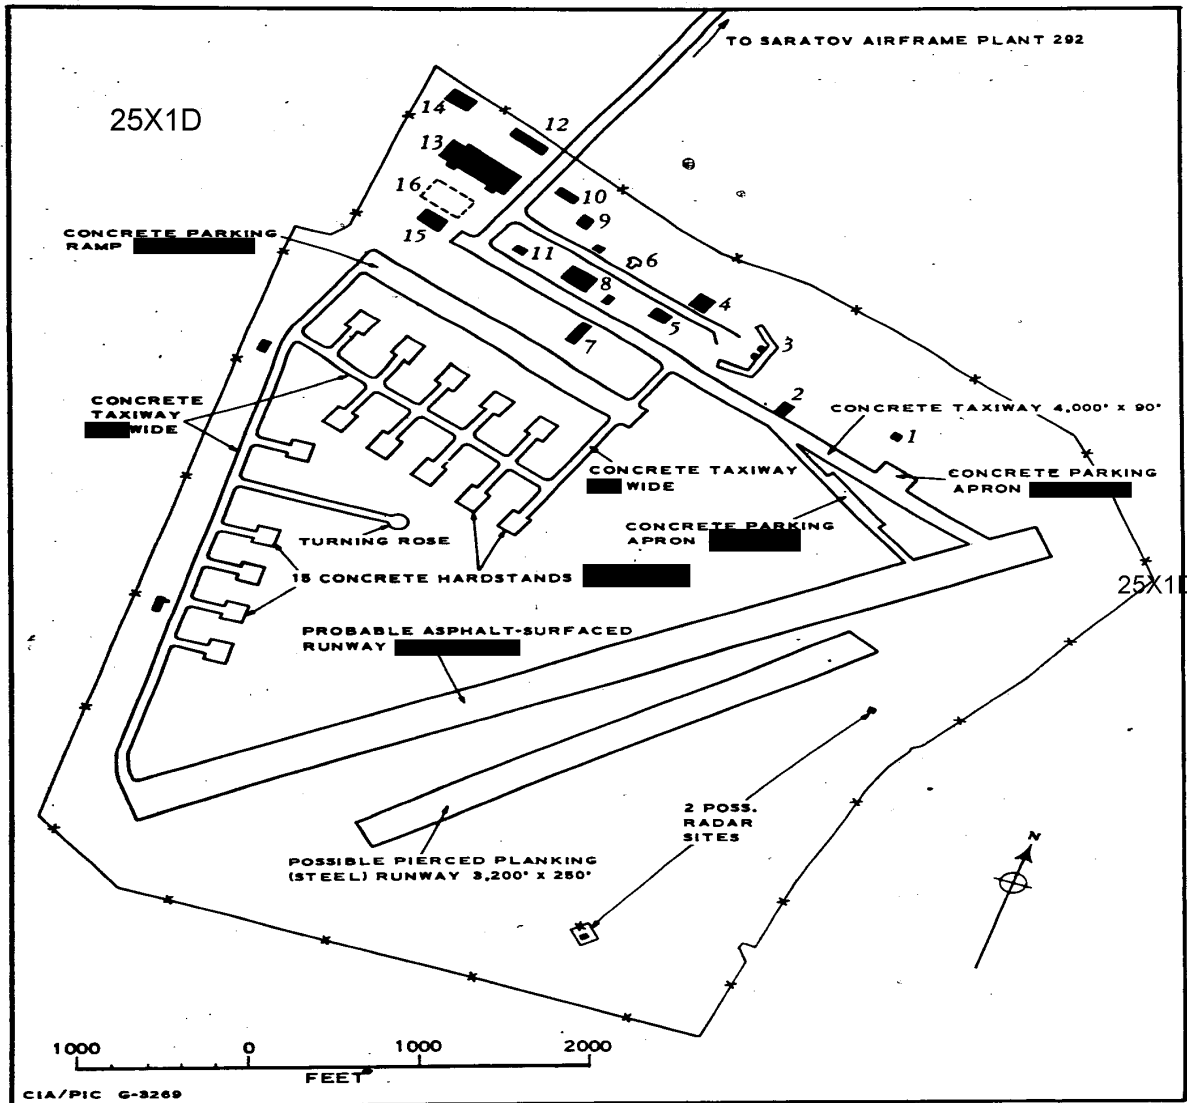 TO SARATOV AIRFRAME PLANT 292
25X1D
14
12
13
16
10
9
15
11
6
8
4
5
7
3
2
1
CONCRETE PARKING
RAMP
CONCRETE
TAXIWAY
WIDE
CONCRETE TAXIWAY 4,000' x 90'
CONCRETE TAXIWAY
WIDE
CONCRETE PARKING
APRON
CONCRETE PARKING
APRON
TURNING ROSE
15 CONCRETE HARDSTANDS
25X1D
PROBABLE ASPHALT-SURFACED
RUNWAY
2 POSS.
RADAR
SITES
POSSIBLE PIERCED PLANKING
(STEEL) RUNWAY 3,200' x 250'
N
1000 0 1000 2000
FEET
CIA/PIC G-3269